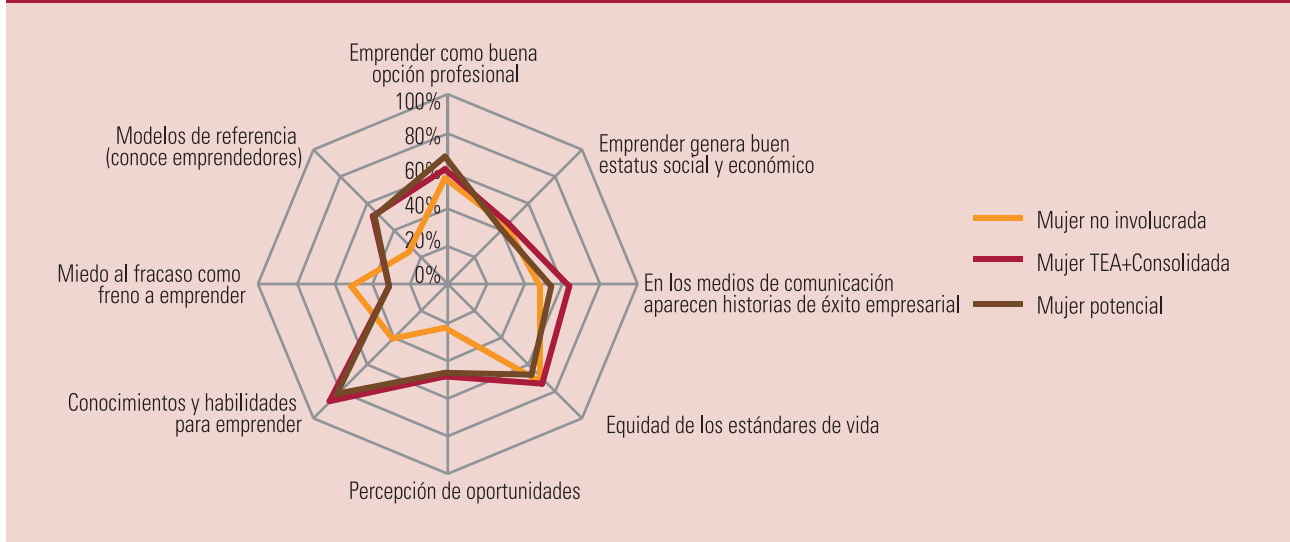 Emprender como buena
opción profesional
100%
80%
60%
40%
20%
0%
Modelos de referencia
(conoce emprendedores)
Emprender genera buen
estatus social y económico
Miedo al fracaso como
freno a emprender
En los medios de comunicación
aparecen historias de éxito empresarial
Conocimientos y habilidades
para emprender
Equidad de los estándares de vida
Percepción de oportunidades
Mujer no involucrada
Mujer TEA+Consolidada
Mujer potencial